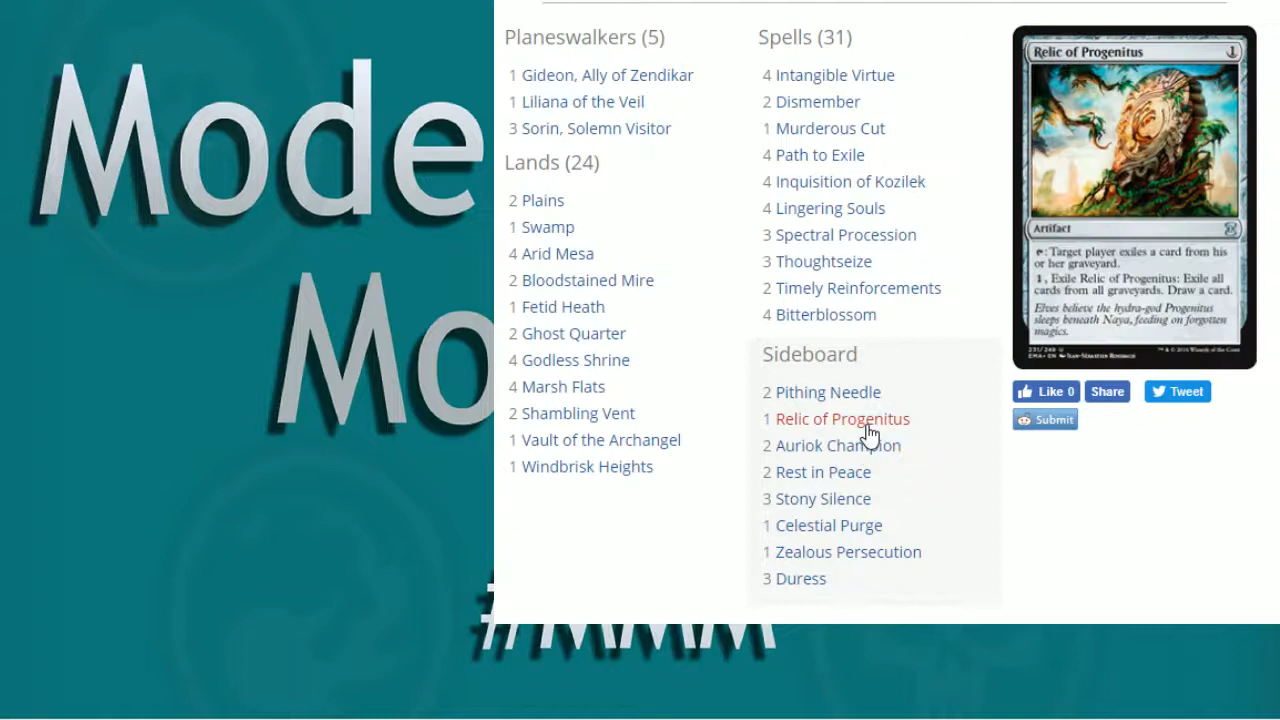 Mode
Mo
#MMM
Planeswalkers (5)
1 Gideon, Ally of Zendikar
1 Liliana of the Veil
3 Sorin, Solemn Visitor
Lands (24)
2 Plains
1 Swamp
4 Arid Mesa
2 Bloodstained Mire
1 Fetid Heath
2 Ghost Quarter
4 Godless Shrine
4 Marsh Flats
2 Shambling Vent
1 Vault of the Archangel
1 Windbrisk Heights
Spells (31)
4 Intangible Virtue
2 Dismember
1 Murderous Cut
4 Path to Exile
4 Inquisition of Kozilek
4 Lingering Souls
3 Spectral Procession
3 Thoughtseize
2 Timely Reinforcements
4 Bitterblossom
Sideboard
2 Pithing Needle
1 Relic of Progenitus
2 Auriok Champion
2 Rest in Peace
3 Stony Silence
1 Celestial Purge
1 Zealous Persecution
3 Duress
Relic of Progenitus 1
Artifact
: Target player exiles a card from his
or her graveyard.
1, Exile Relic of Progenitus: Exile all
cards from all graveyards. Draw a card.
Elves believe the hydra-god Progenitus
sleeps beneath Naya, feeding on forgotten
magics.
Like 0 Share Tweet
Submit